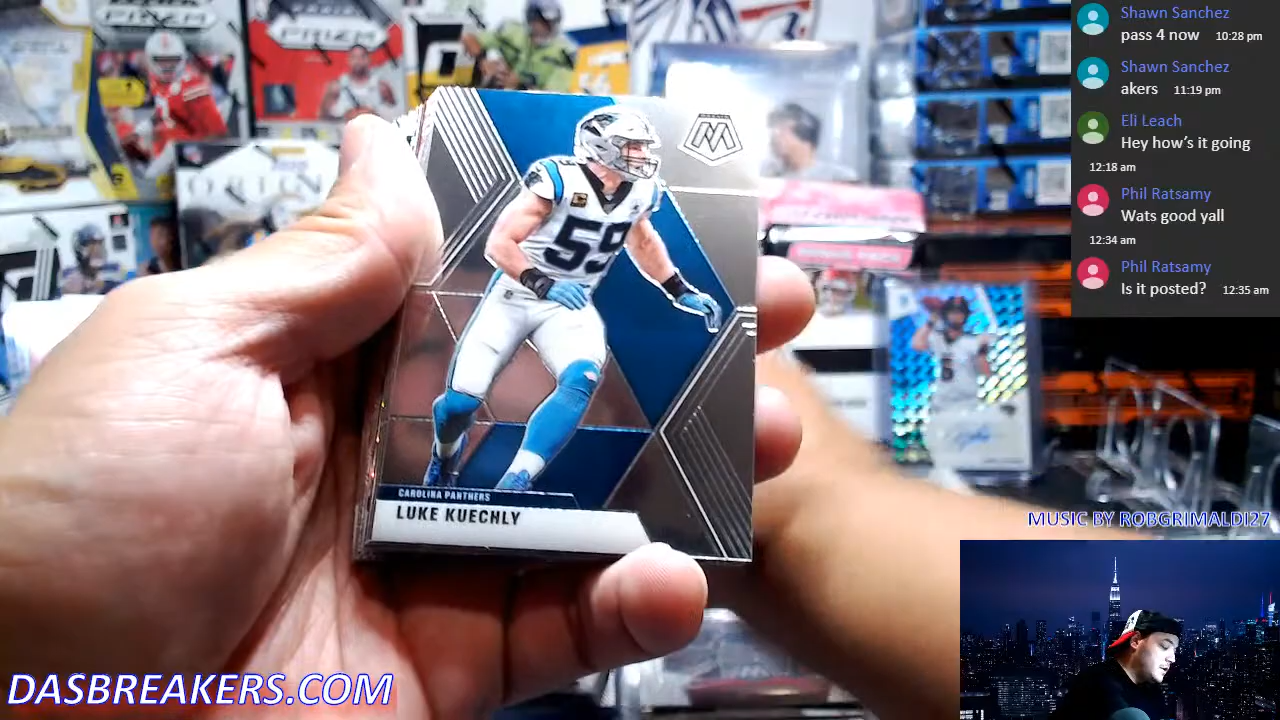 Shawn Sanchez
pass 4 now 10:28 pm
Shawn Sanchez
akers 11:19 pm
Eli Leach
Hey how's it going
12:18 am
Phil Ratsamy
Wats good yall
12:34 am
Phil Ratsamy
Is it posted? 12:35 am
PRIZM
PRIZM
59
CAROLINA PANTHERS
LUKE KUECHLY
MUSIC BY ROBGRIMALDI27
DASBREAKERS.COM